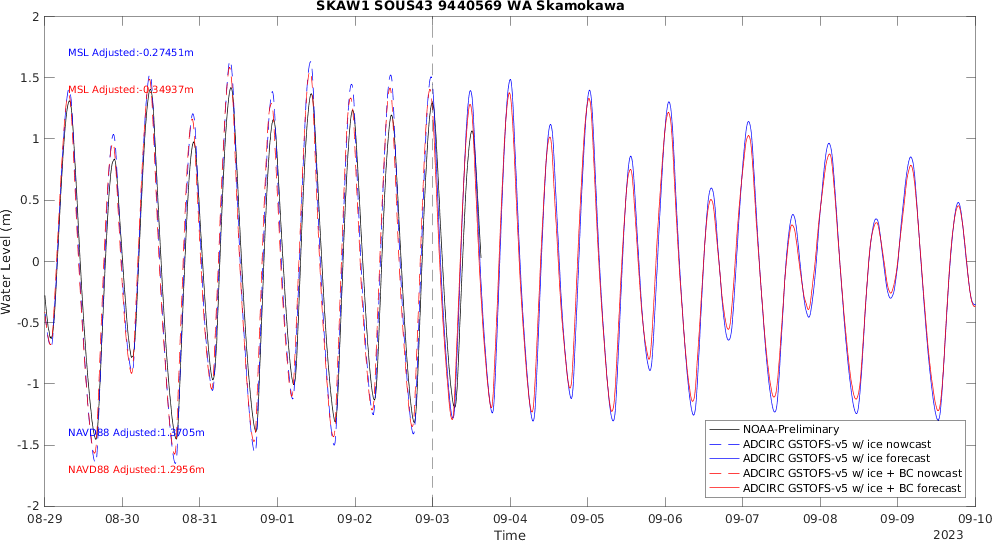 SKAW1 SOUS43 9440569 WA Skamokawa
2
1.5
1
0.5
0
-0.5
-1
-1.5
-2
Water Level (m)
MSL Adjusted:-0.27451m
MSL Adjusted:-0.34937m
NAVD88 Adjusted:1.3705m
NAVD88 Adjusted:1.2956m
NOAA-Preliminary
ADCIRC GSTOFS-v5 w/ ice nowcast
ADCIRC GSTOFS-v5 w/ ice forecast
ADCIRC GSTOFS-v5 w/ ice + BC nowcast
ADCIRC GSTOFS-v5 w/ ice + BC forecast
08-29 08-30 08-31 09-01 09-02 09-03 09-04 09-05 09-06 09-07 09-08 09-09 09-10
Time
2023